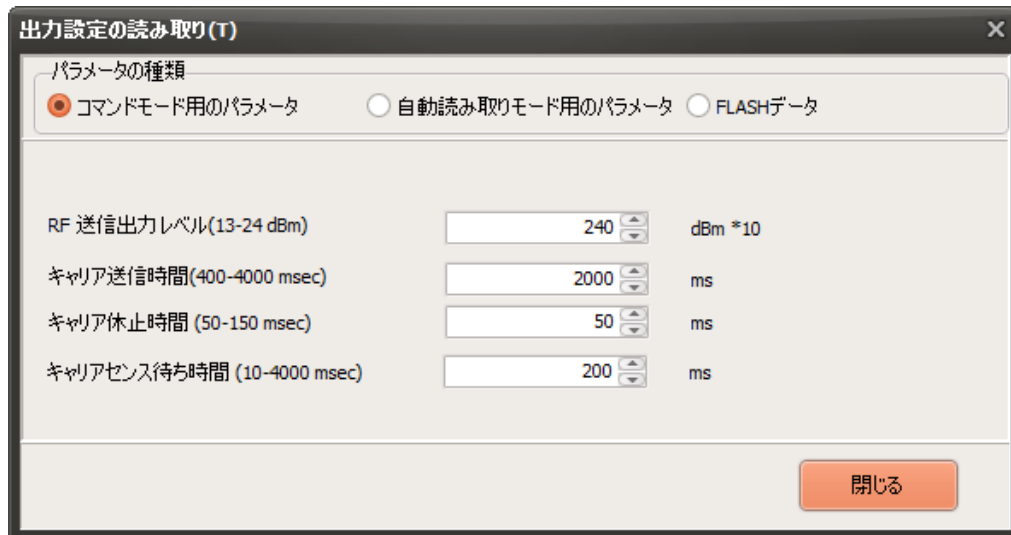 出力設定の読み取り(T)
パラメータの種類
コマンドモード用のパラメータ 自動読み取りモード用のパラメータ FLASHデータ
RF 送信出力レベル(13-24 dBm) 240 dBm *10
キャリア送信時間(400-4000 msec) 2000 ms
キャリア休止時間 (50-150 msec) 50 ms
キャリアセンス待ち時間 (10-4000 msec) 200 ms
閉じる